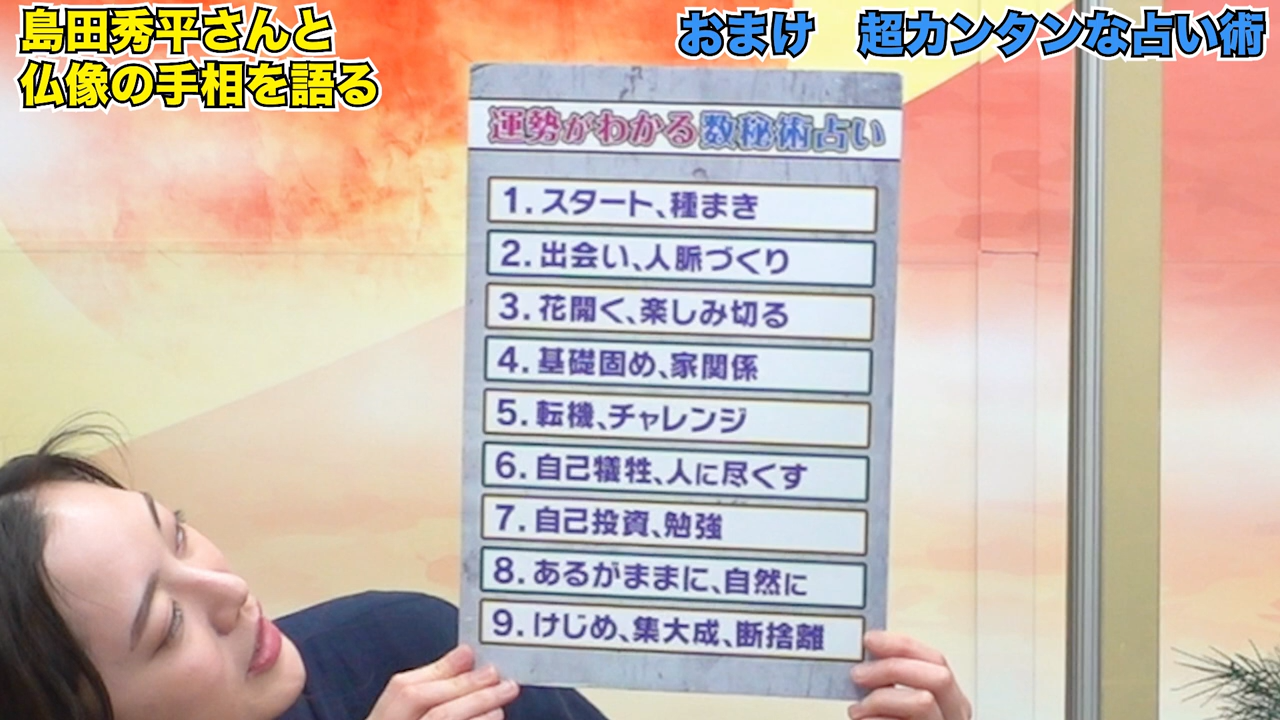 島田秀平さんと
仏像の手相を語る
おまけ　超カンタンな占い術
運勢がわかる数秘術占い
1.スタート、種まき
2.出会い、人脈づくり
3.花開く、楽しみ切る
4.基礎固め、家関係
5.転機、チャレンジ
6.自己犠牲、人に尽くす
7.自己投資、勉強
8.あるがままに、自然に
9.けじめ、集大成、断捨離